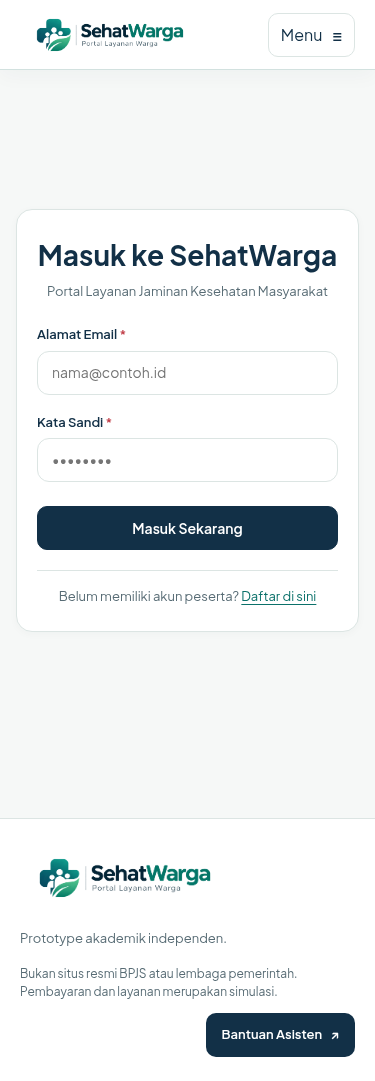 SehatWarga
Portal Layanan Warga
Menu
Masuk ke SehatWarga
Portal Layanan Jaminan Kesehatan Masyarakat
Alamat Email *
nama@contoh.id
Kata Sandi *
••••••••
Masuk Sekarang
Belum memiliki akun peserta? Daftar di sini
SehatWarga
Portal Layanan Warga
Prototype akademik independen.
Bukan situs resmi BPJS atau lembaga pemerintah.
Pembayaran dan layanan merupakan simulasi.
Bantuan Asisten ↗